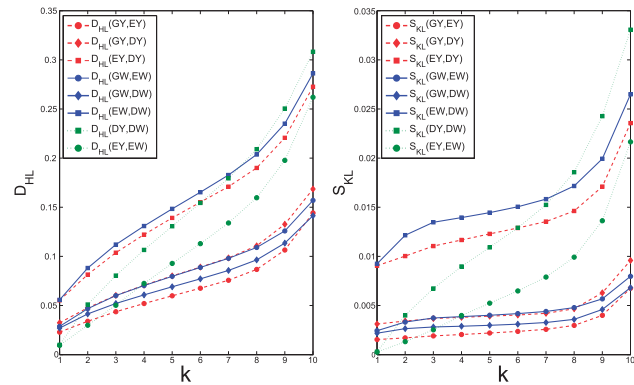 0.35
0.3
0.25
0.2
0.15
0.1
0.05
0
D_HL
1 2 3 4 5 6 7 8 9 10
k
D_HL(GY,EY)
D_HL(GY,DY)
D_HL(EY,DY)
D_HL(GW,EW)
D_HL(GW,DW)
D_HL(EW,DW)
D_HL(DY,DW)
D_HL(EY,EW)
0.035
0.03
0.025
0.02
0.015
0.01
0.005
0
S_KL
1 2 3 4 5 6 7 8 9 10
k
S_KL(GY,EY)
S_KL(GY,DY)
S_KL(EY,DY)
S_KL(GW,EW)
S_KL(GW,DW)
S_KL(EW,DW)
S_KL(DY,DW)
S_KL(EY,EW)